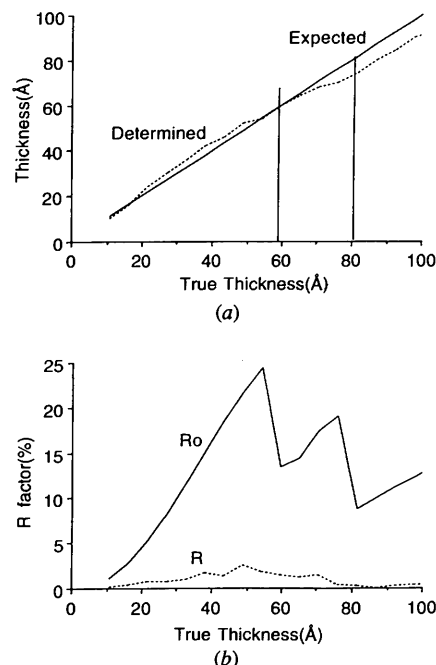 100
80
60
40
20
0
Thickness(Å)
Expected
Determined
0 20 40 60 80 100
True Thickness(Å)
(a)
25
20
15
10
5
0
R factor(%)
Ro
R
0 20 40 60 80 100
True Thickness(Å)
(b)